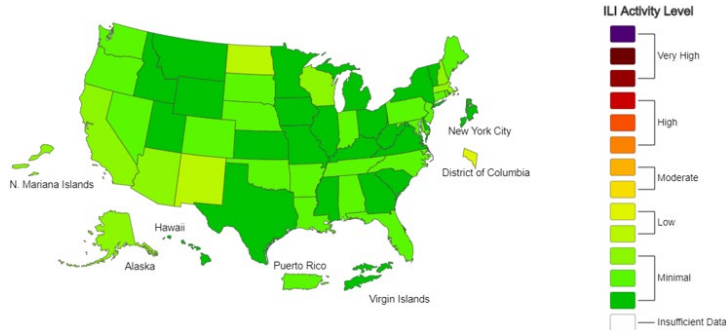 ILI Activity Level
Very High
High
Moderate
Low
Minimal
Insufficient Data
New York City
District of Columbia
N. Mariana Islands
Hawaii
Alaska
Puerto Rico
Virgin Islands